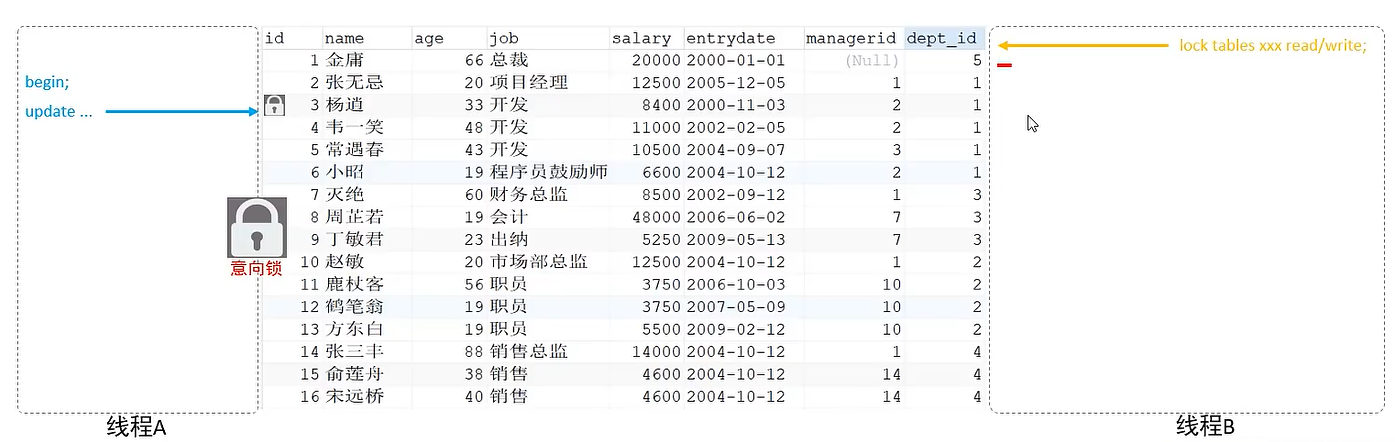 id name age job salary entrydate managerid dept_id
lock tables xxx read/write;
1 金庸 66 总裁 20000 2000-01-01 (Null) 5
begin;
2 张无忌 20 项目经理 12500 2005-12-05 1 1
update ...
3 杨逍 33 开发 8400 2000-11-03 2 1
4 韦一笑 48 开发 11000 2002-02-05 2 1
5 常遇春 43 开发 10500 2004-09-07 3 1
6 小昭 19 程序员鼓励师 6600 2004-10-12 2 1
7 灭绝 60 财务总监 8500 2002-09-12 1 3
8 周芷若 19 会计 48000 2006-06-02 7 3
9 丁敏君 23 出纳 5250 2009-05-13 7 3
意向锁
10 赵敏 20 市场部总监 12500 2004-10-12 1 2
11 鹿杖客 56 职员 3750 2006-10-03 10 2
12 鹤笔翁 19 职员 3750 2007-05-09 10 2
13 方东白 19 职员 5500 2009-02-12 10 2
14 张三丰 88 销售总监 14000 2004-10-12 1 4
15 俞莲舟 38 销售 4600 2004-10-12 14 4
16 宋远桥 40 销售 4600 2004-10-12 14 4
线程A
线程B